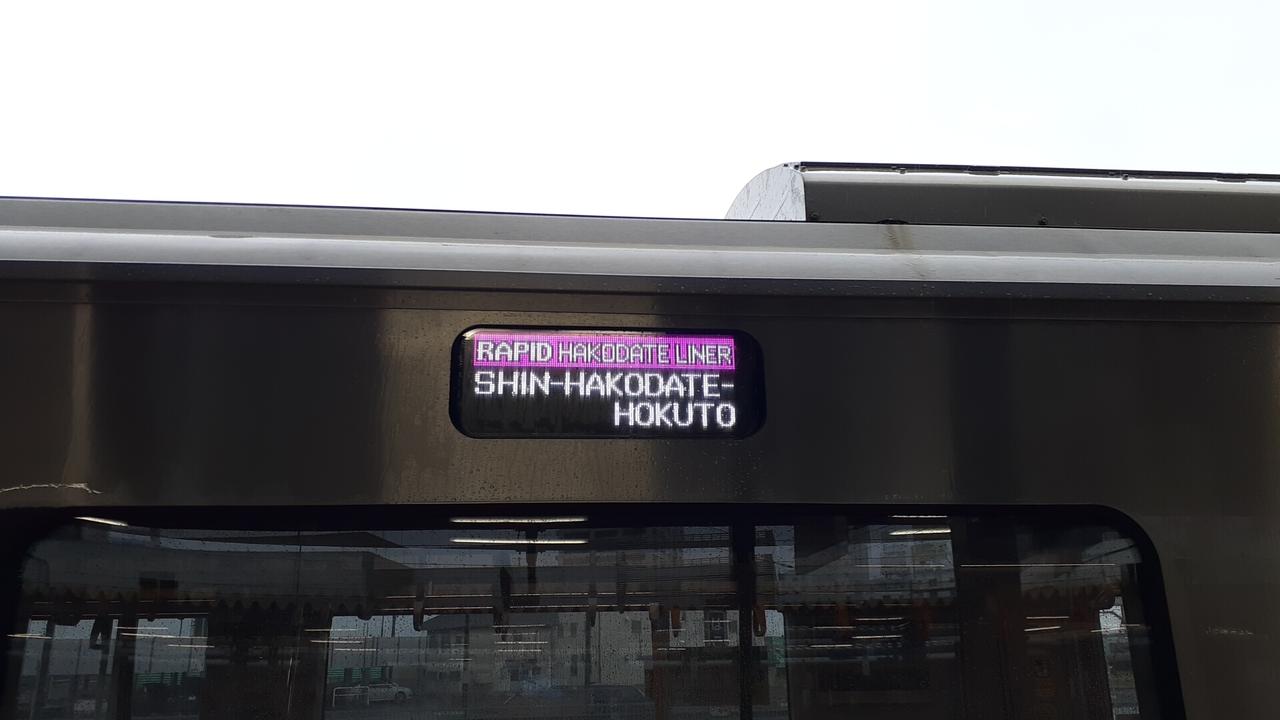 RAPID HAKODATE LINER
SHIN-HAKODATE-
HOKUTO